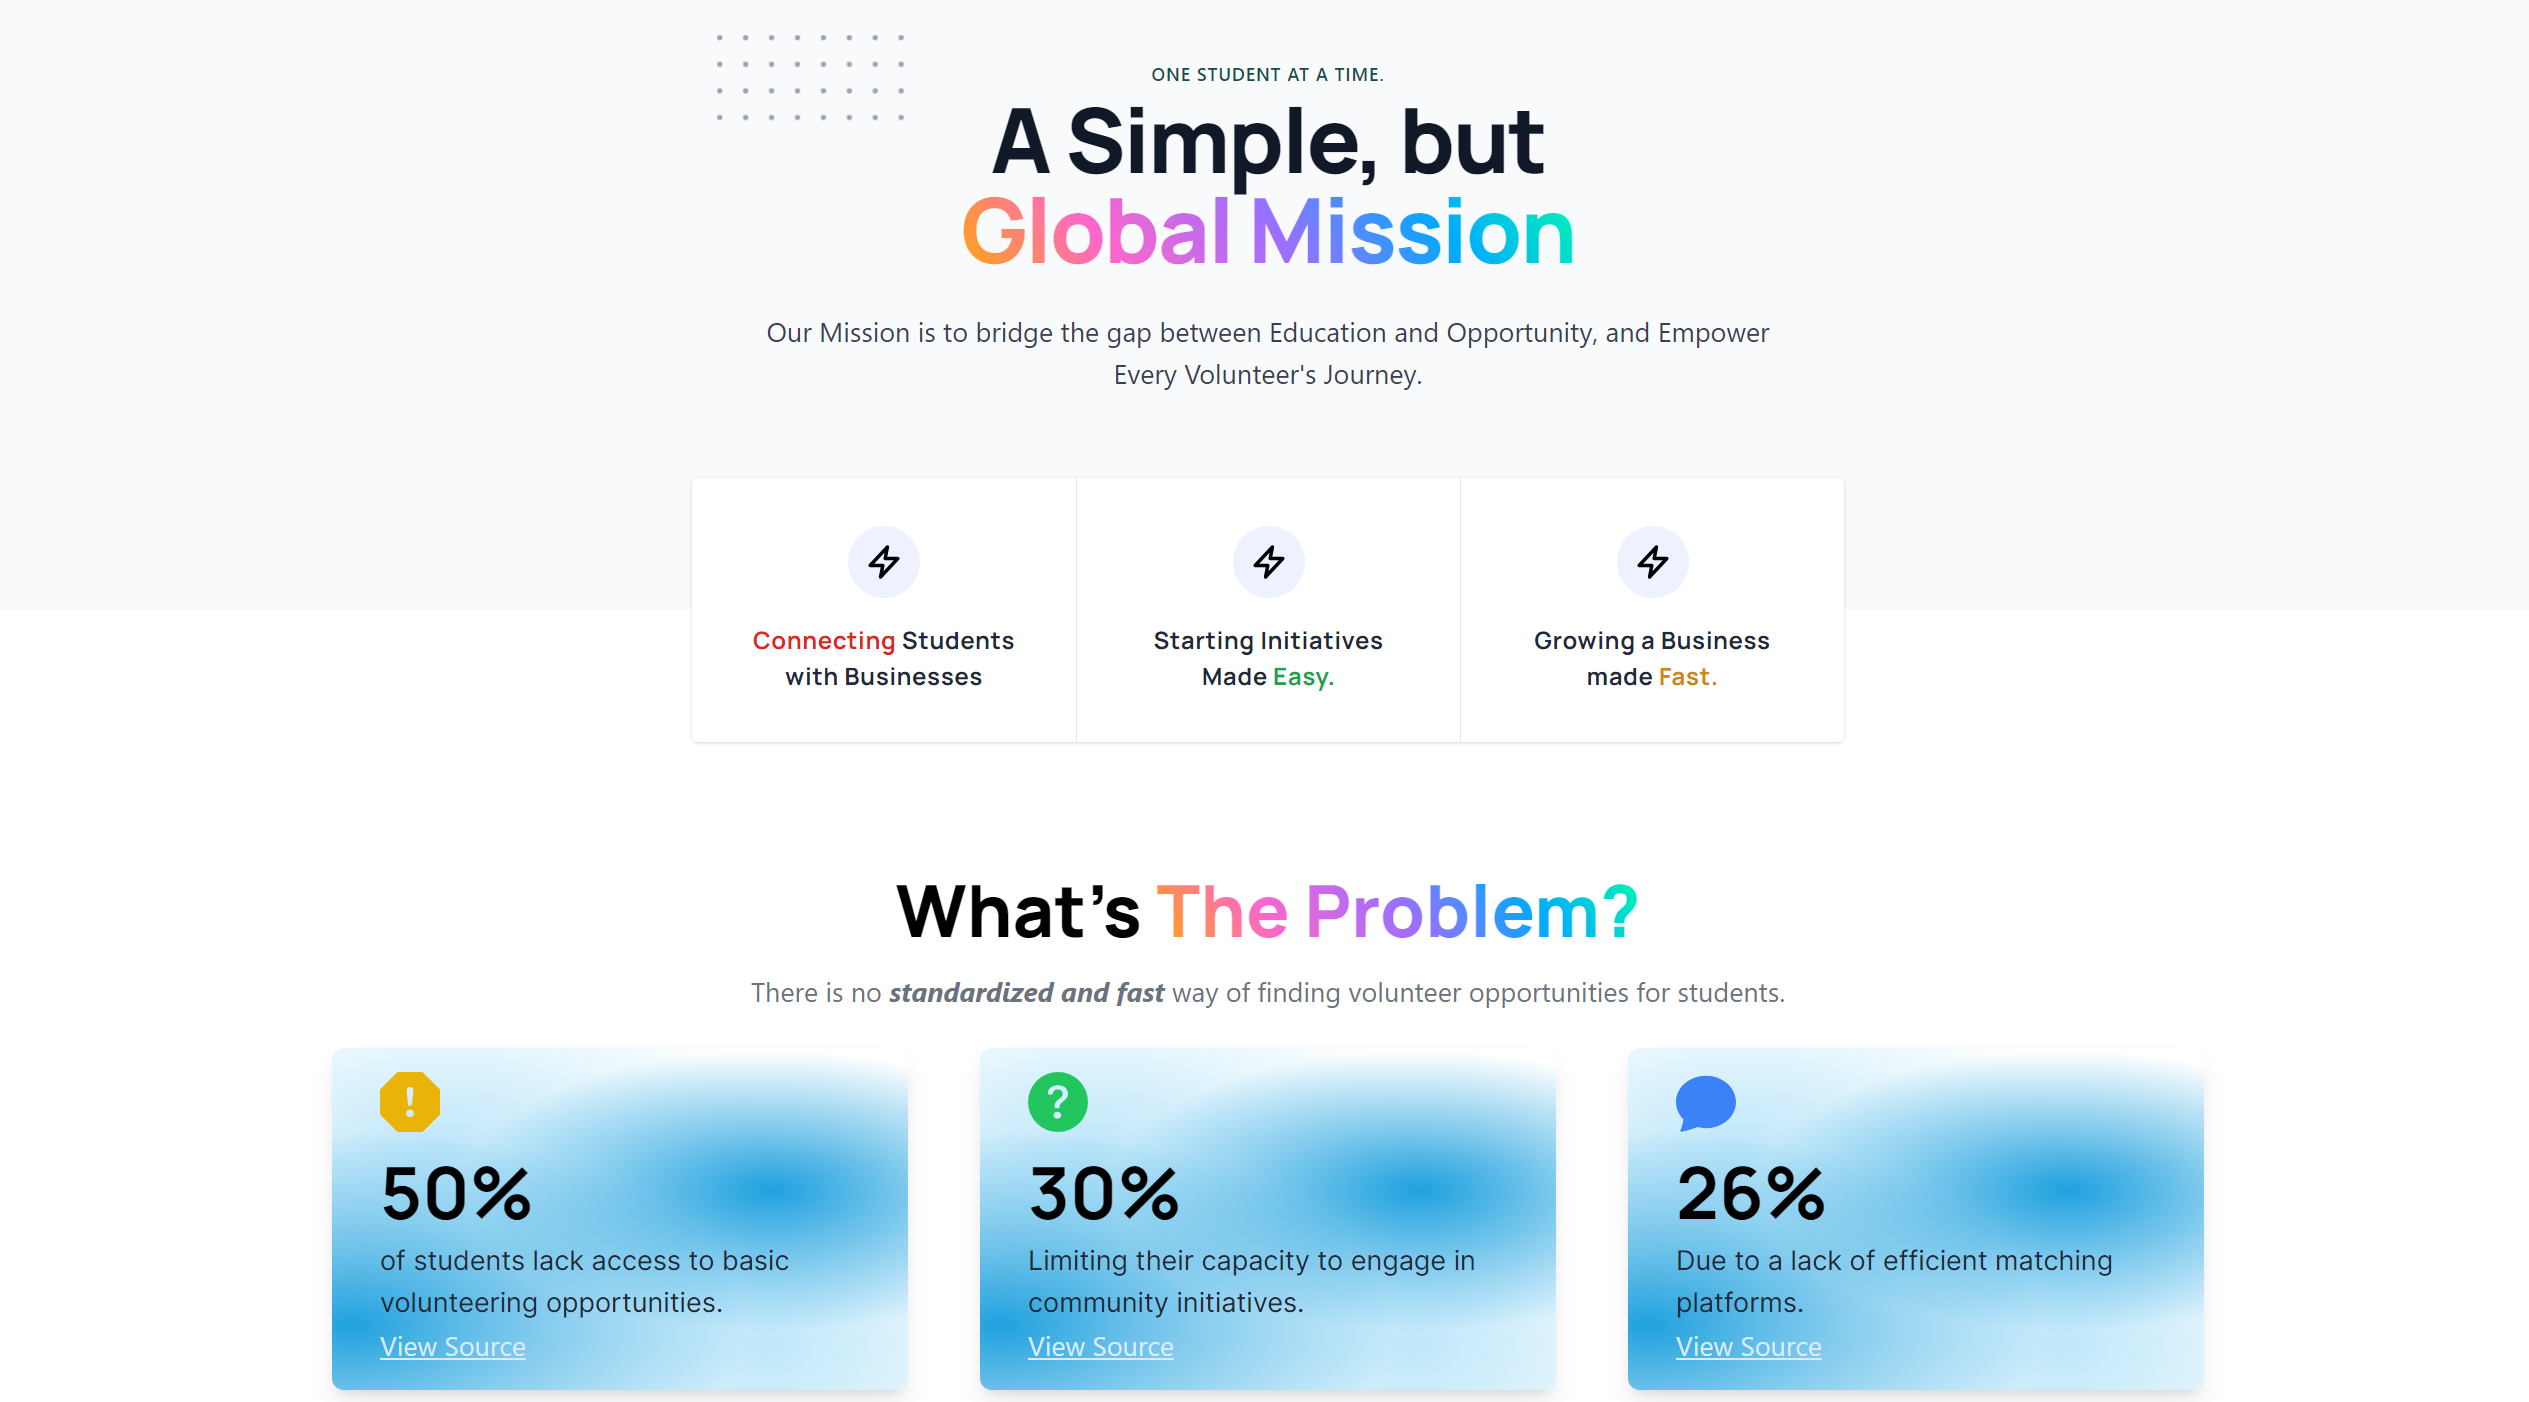 ONE STUDENT AT A TIME.
A Simple, but
Global Mission
Our Mission is to bridge the gap between Education and Opportunity, and Empower
Every Volunteer's Journey.
Connecting Students
with Businesses
Starting Initiatives
Made Easy.
Growing a Business
made Fast.
What's The Problem?
There is no standardized and fast way of finding volunteer opportunities for students.
50%
of students lack access to basic
volunteering opportunities.
View Source
30%
Limiting their capacity to engage in
community initiatives.
View Source
26%
Due to a lack of efficient matching
platforms.
View Source